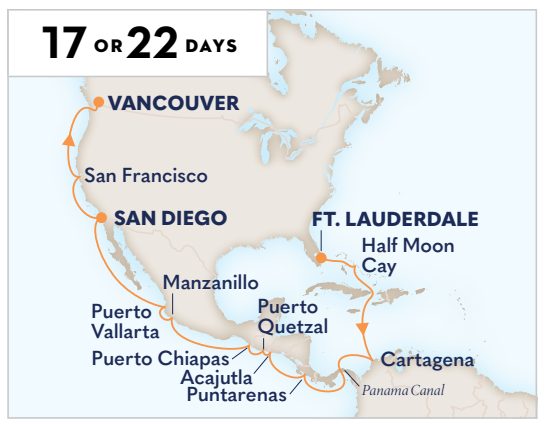 17 OR 22 DAYS
VANCOUVER
San Francisco
SAN DIEGO
FT. LAUDERDALE
Half Moon
Cay
Manzanillo
Puerto
Vallarta
Puerto
Quetzal
Puerto Chiapas
Acajutla
Puntarenas
Cartagena
Panama Canal